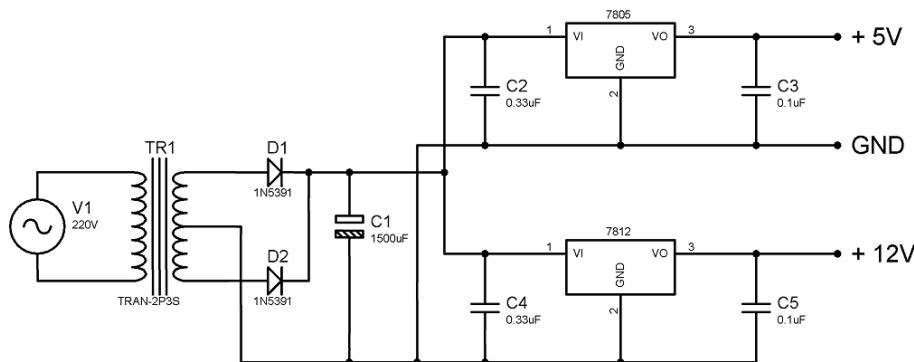 7805
1
VI
VO
3
+ 5V
GND
2
C2
0.33uF
C3
0.1uF
GND
TR1
D1
1N5391
V1
220V
C1
1500uF
D2
1N5391
TRAN-2P3S
7812
1
VI
VO
3
+ 12V
GND
2
C4
0.33uF
C5
0.1uF